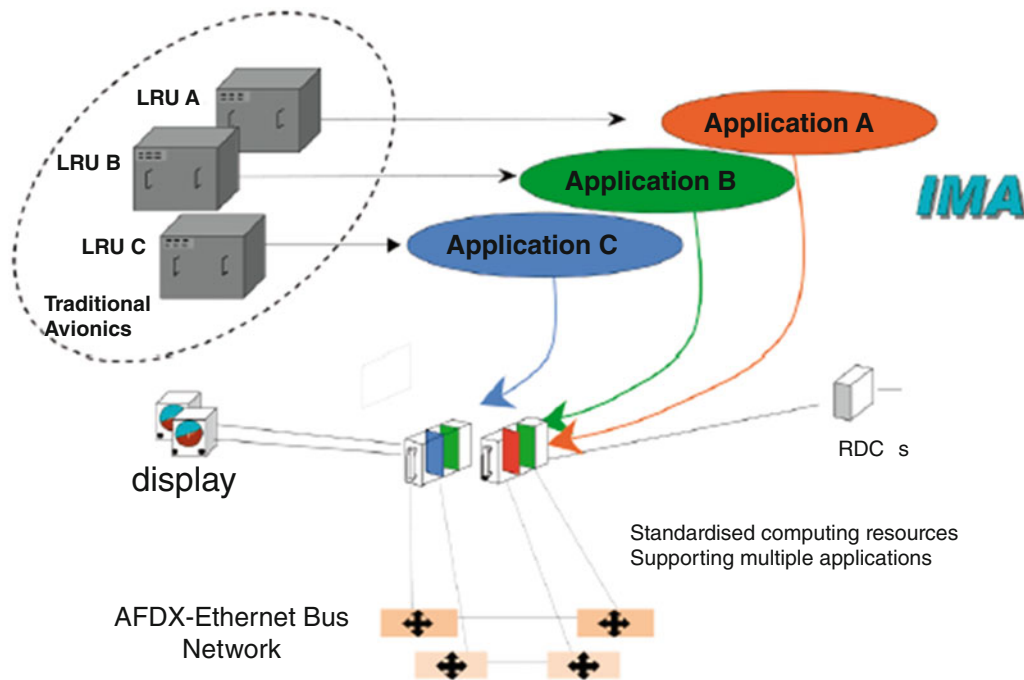 LRU A
Application A
LRU B
Application B
IMA
LRU C
Application C
Traditional
Avionics
RDC s
display
Standardised computing resources
Supporting multiple applications
AFDX-Ethernet Bus
Network